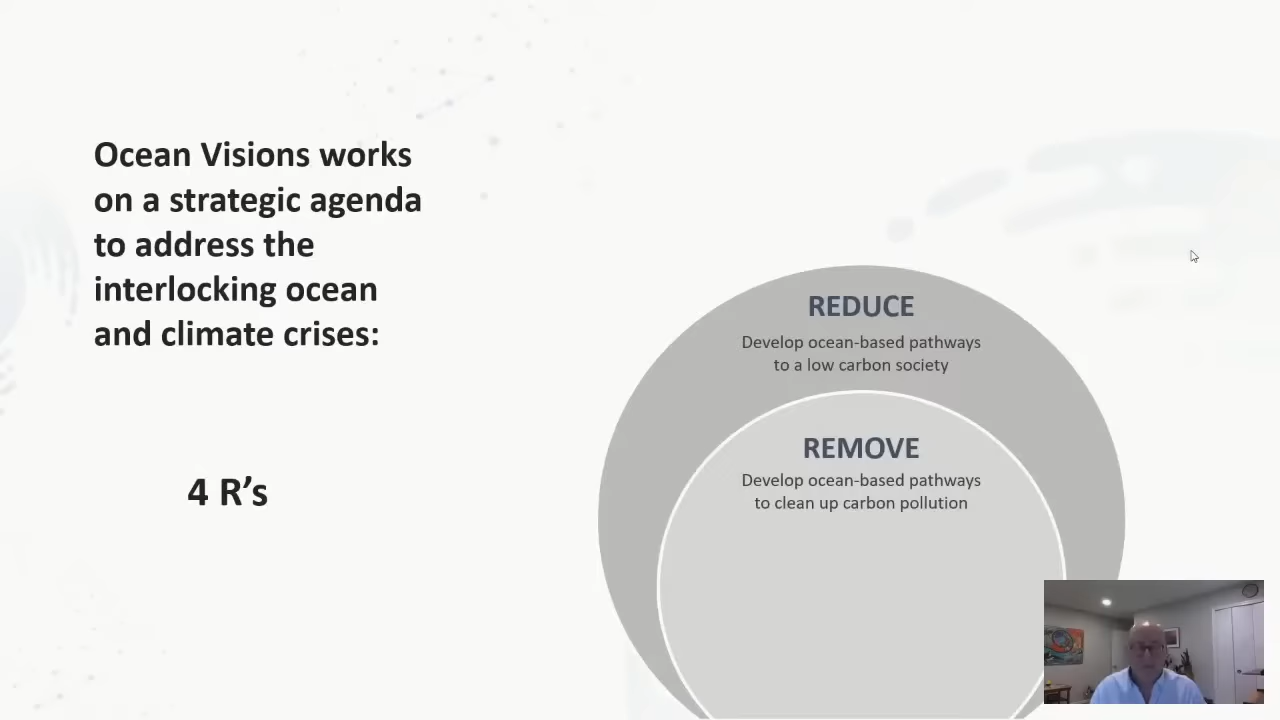 Ocean Visions works
on a strategic agenda
to address the
interlocking ocean
and climate crises:
4 R’s
REDUCE
Develop ocean-based pathways
to a low carbon society
REMOVE
Develop ocean-based pathways
to clean up carbon pollution